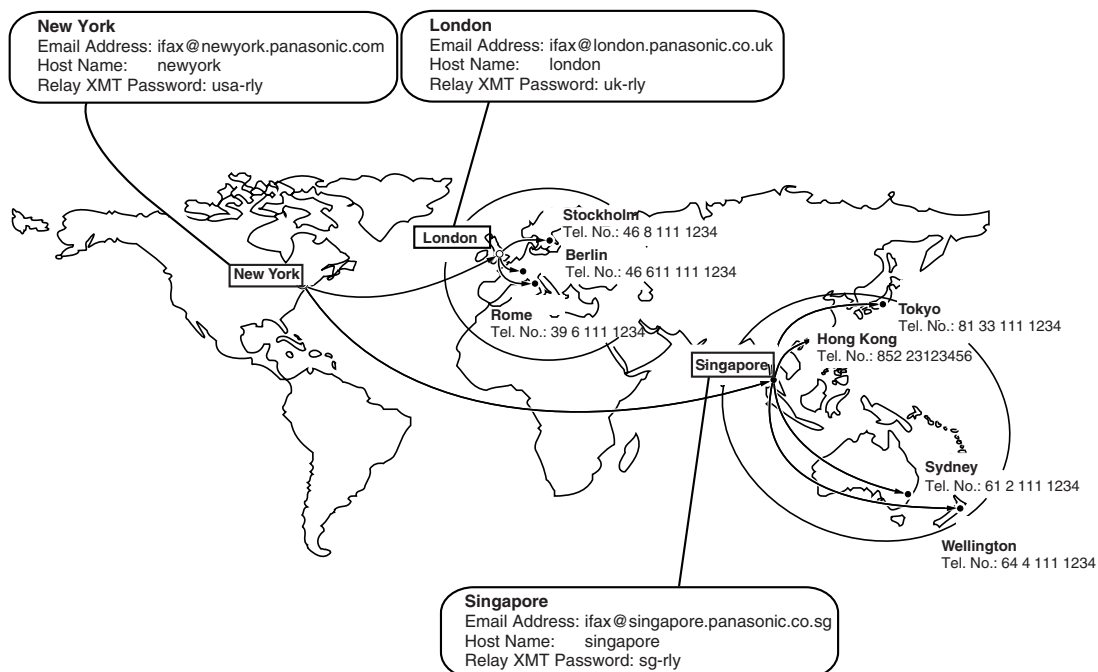 New York
Email Address: ifax@newyork.panasonic.com
Host Name: newyork
Relay XMT Password: usa-rly
London
Email Address: ifax@london.panasonic.co.uk
Host Name: london
Relay XMT Password: uk-rly
London
New York
Stockholm
Tel. No.: 46 8 111 1234
Berlin
Tel. No.: 46 611 111 1234
Rome
Tel. No.: 39 6 111 1234
Tokyo
Tel. No.: 81 33 111 1234
Hong Kong
Tel. No.: 852 23123456
Singapore
Sydney
Tel. No.: 61 2 111 1234
Wellington
Tel. No.: 64 4 111 1234
Singapore
Email Address: ifax@singapore.panasonic.co.sg
Host Name: singapore
Relay XMT Password: sg-rly